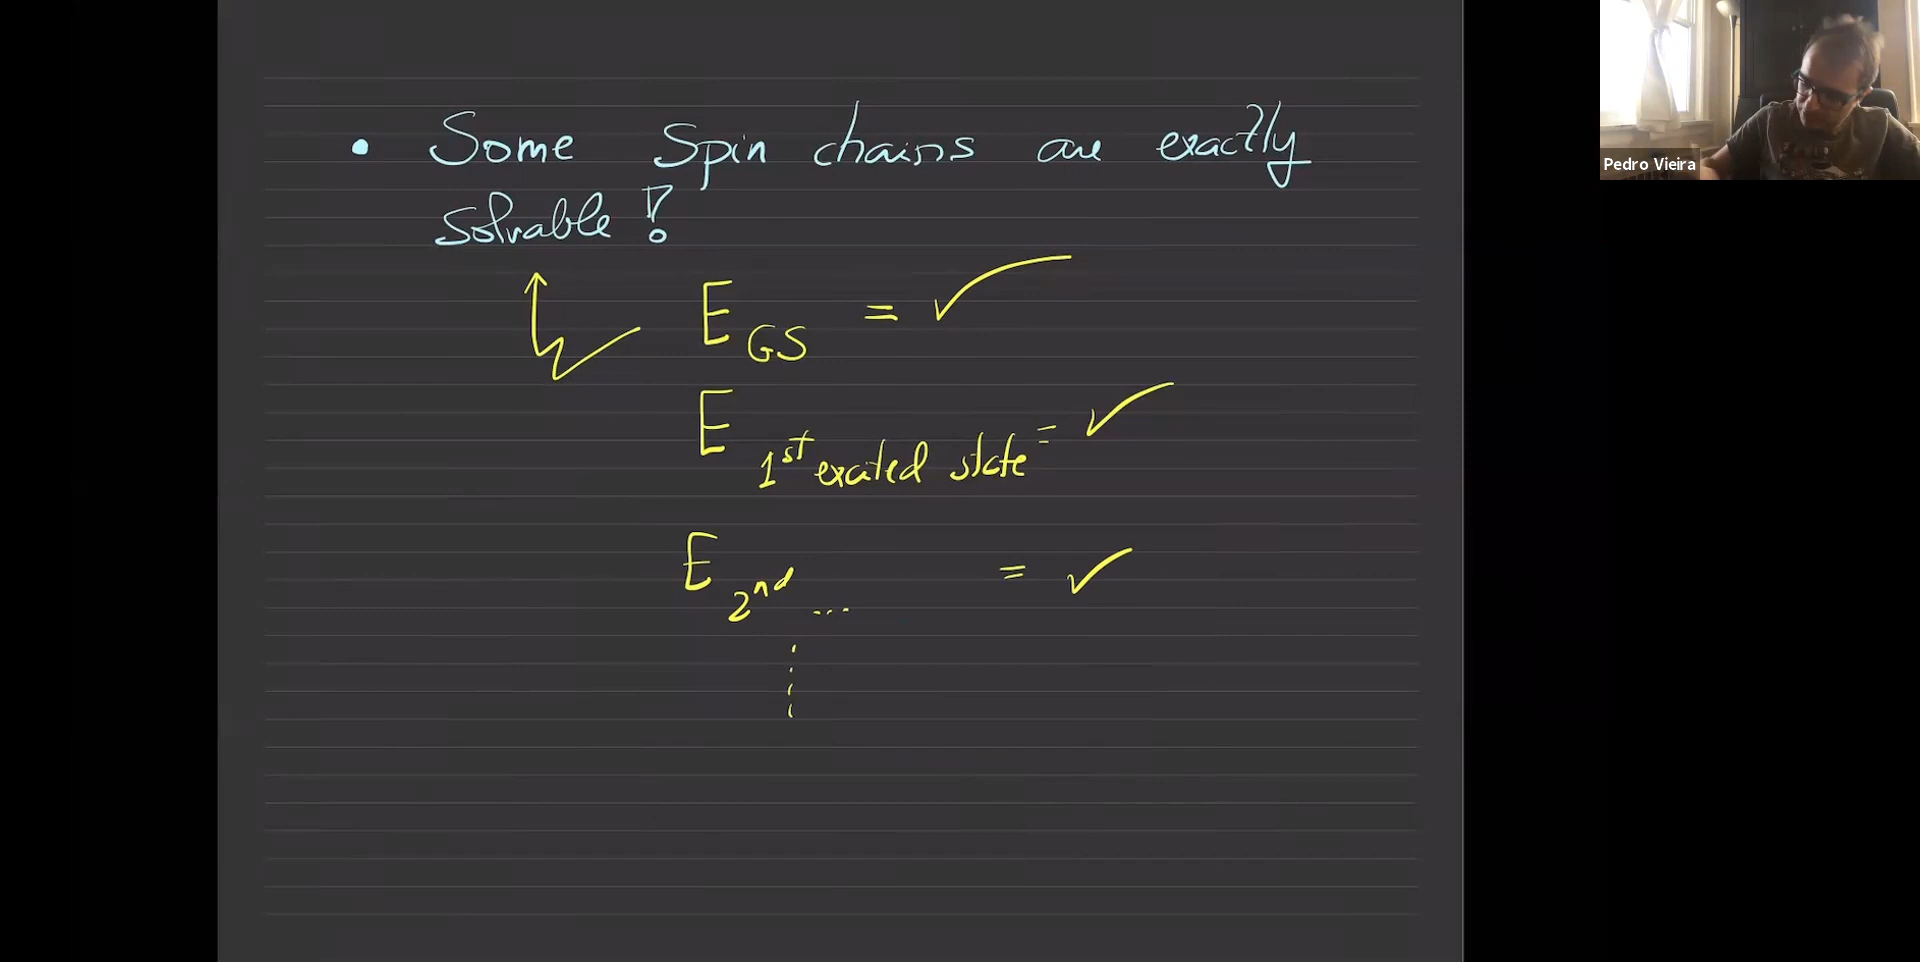 • Some Spin chains are exactly
solvable !
E GS = ✓
E 1st excited state = ✓
E 2nd ... = ✓
Pedro Vieira